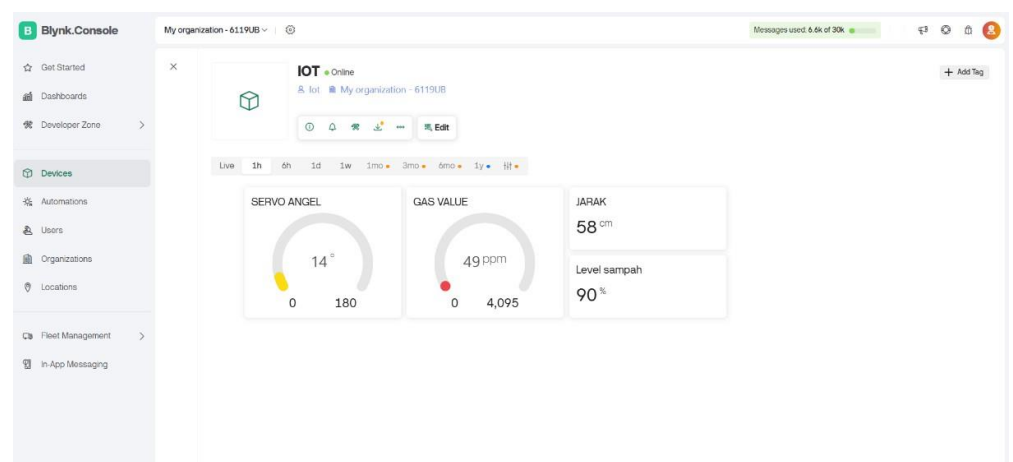 B Blynk.Console
My organization - 6119UB
Messages used: 6.6k of 30k
Get Started
Dashboards
Developer Zone
Devices
Automations
Users
Organizations
Locations
Fleet Management
In-App Messaging
IOT Online
Iot My organization - 6119UB
+ Add Tag
Edit
Live 1h 6h 1d 1w 1mo 3mo 6mo 1y
SERVO ANGEL
14 °
0 180
GAS VALUE
49 ppm
0 4,095
JARAK
58 cm
Level sampah
90 %